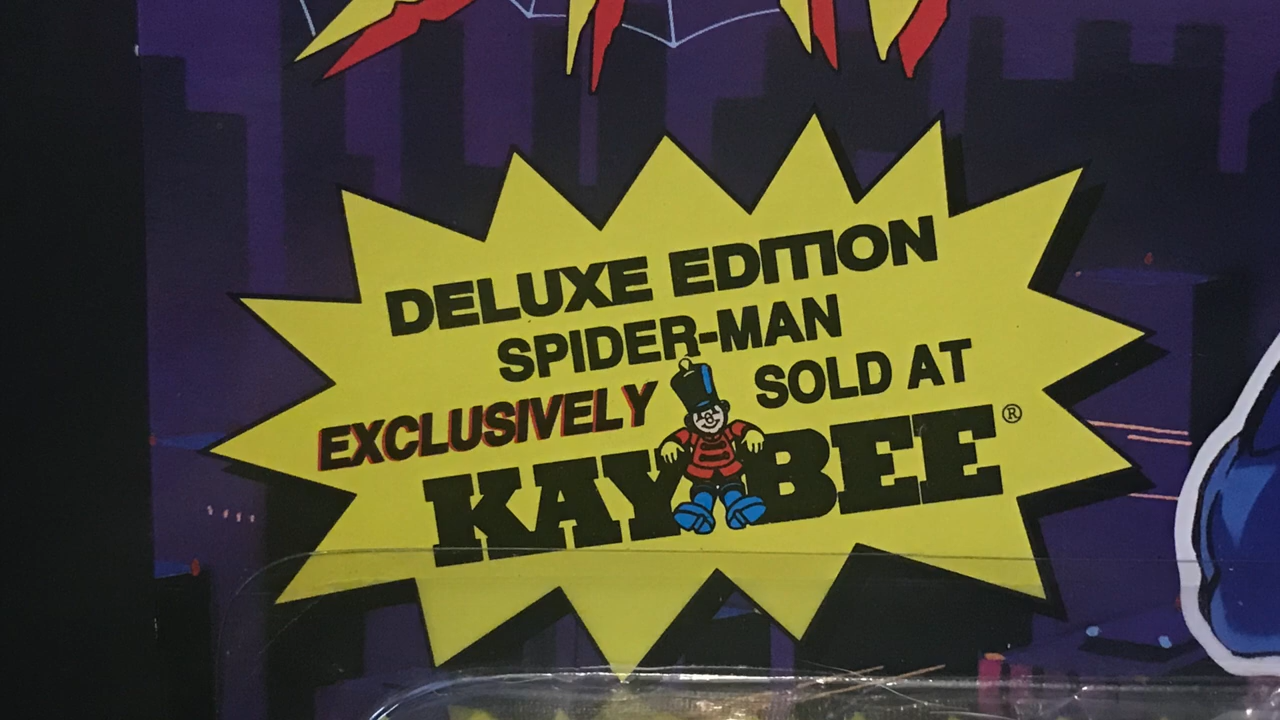 DELUXE EDITION
SPIDER-MAN
EXCLUSIVELY SOLD AT
KAY BEE®